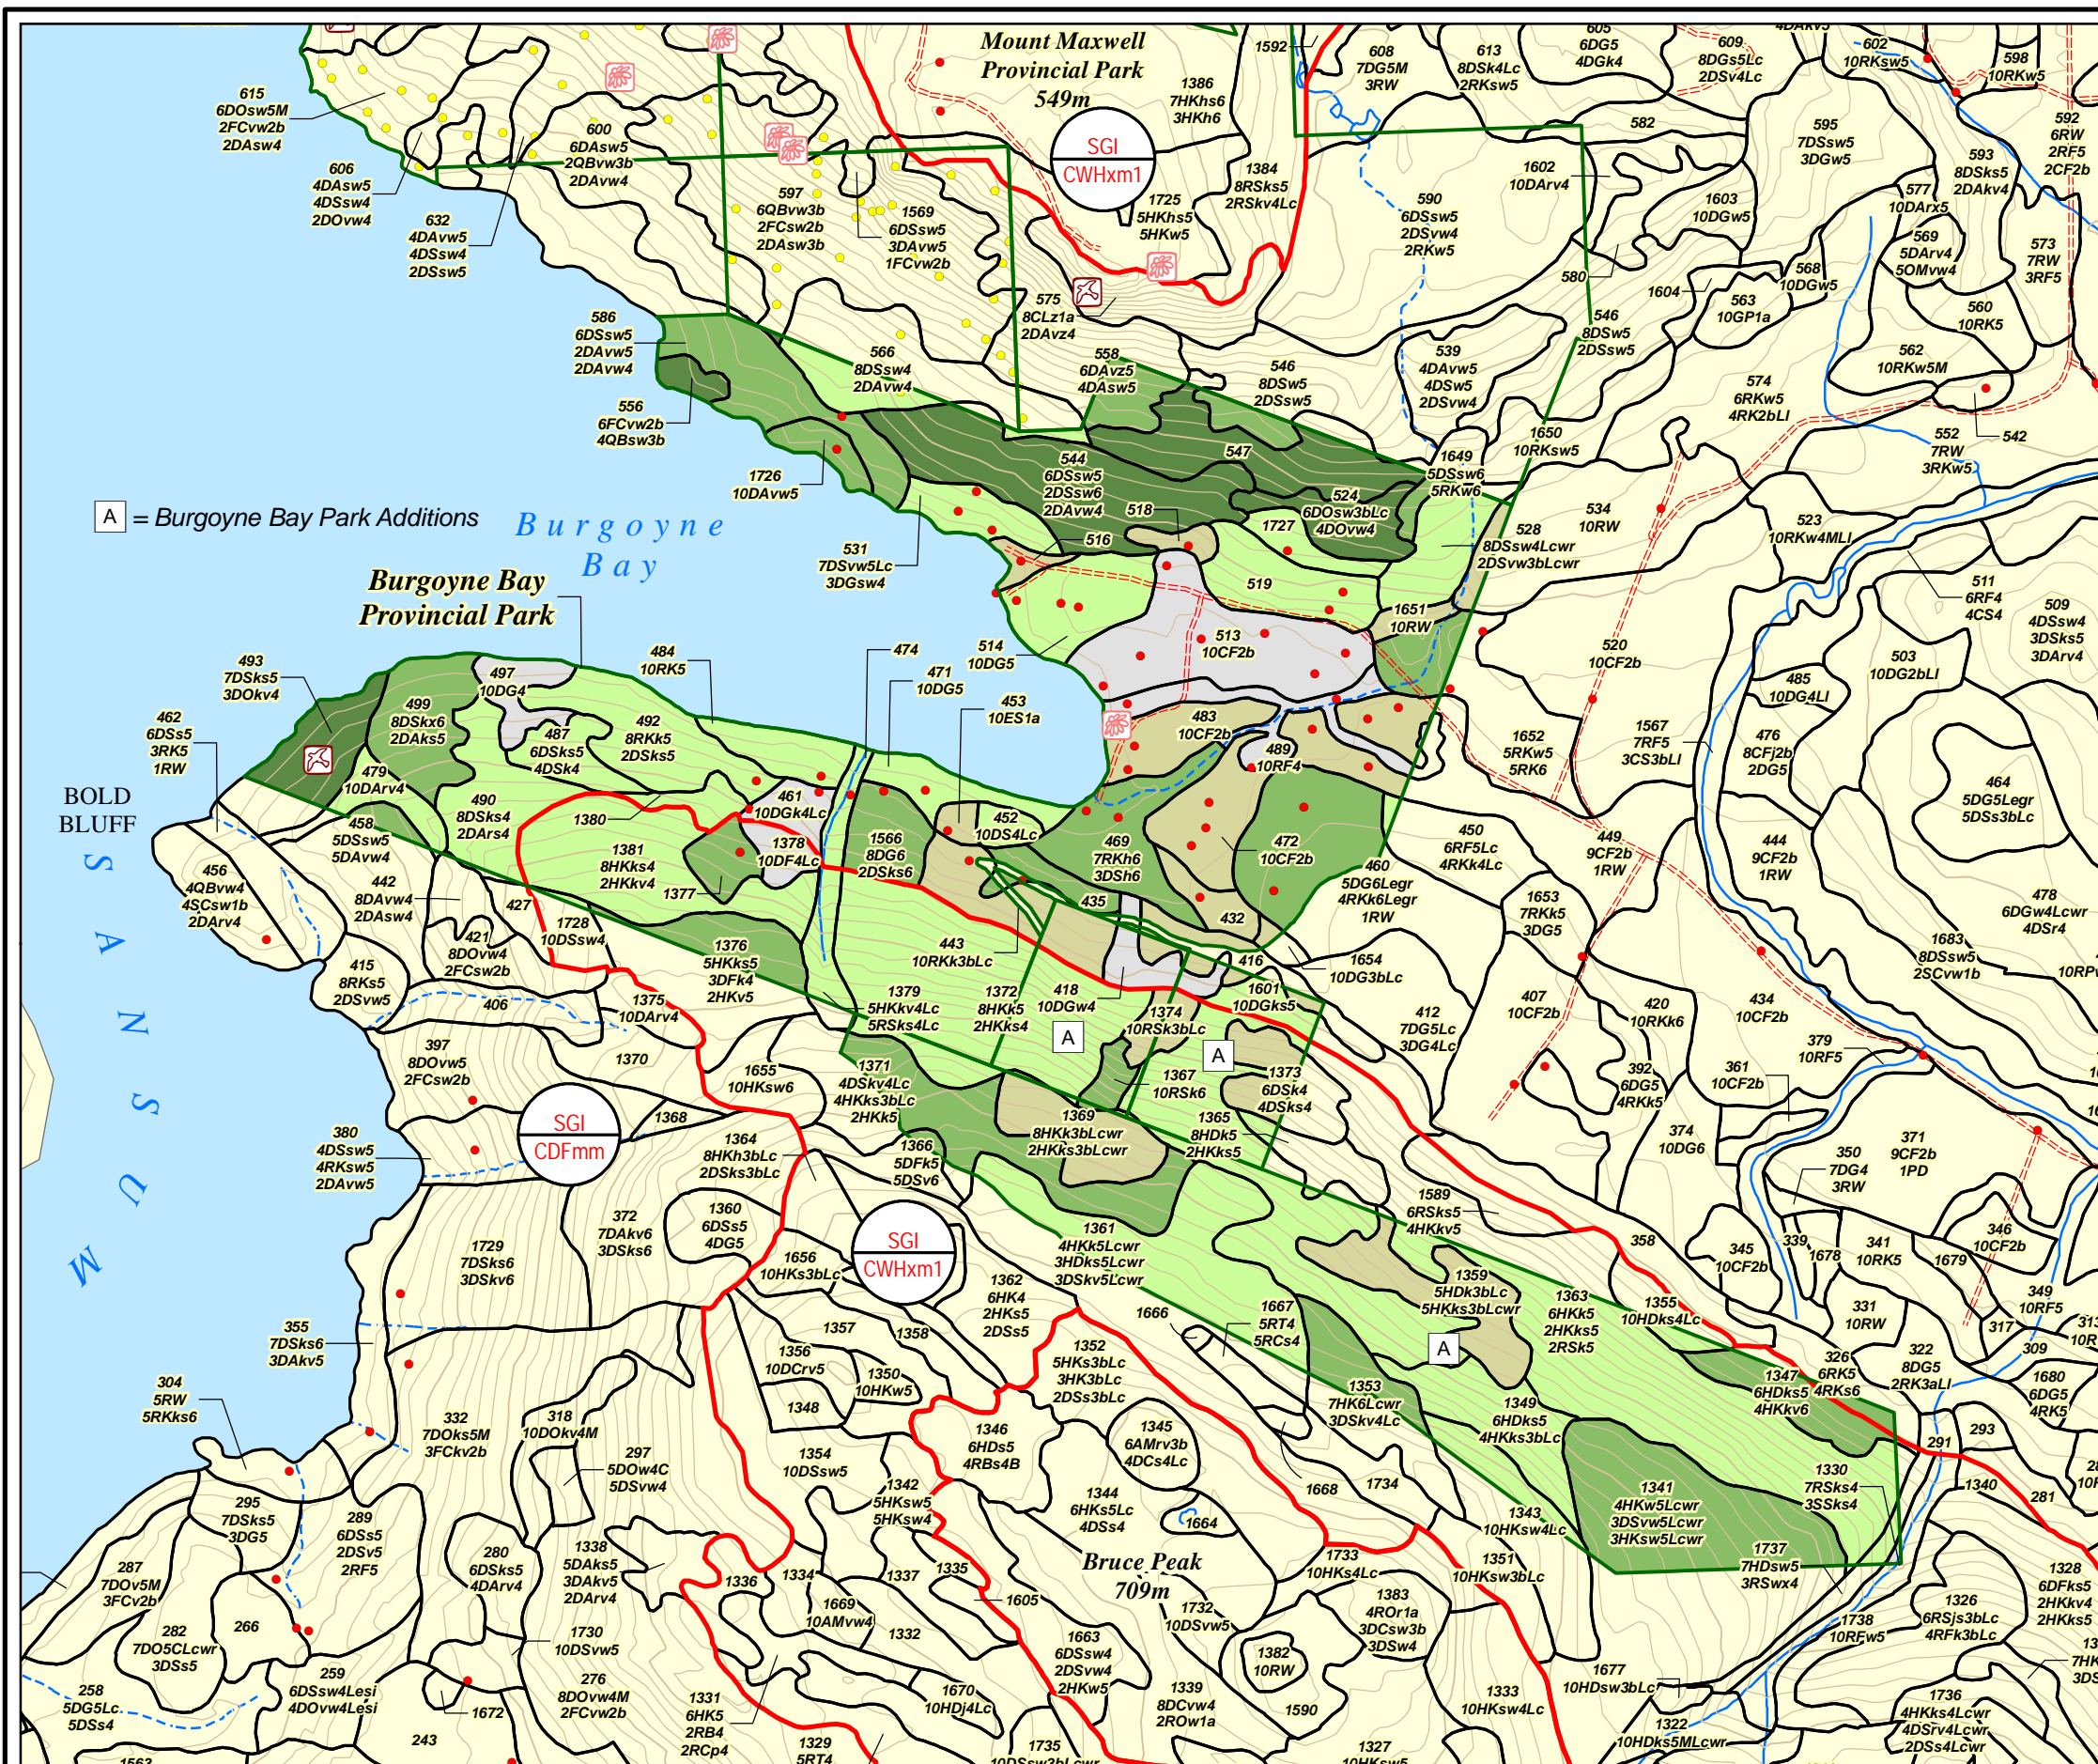 Mount Maxwell
Provincial Park
549m
SGI
CWHxm1
1592
608
7DG5M
3RW
613
8DSk4Lc
2RKsw5
605
6DG5
4DGk4
609
8DGs5Lc
2DSv4Lc
602
10RKsw5
598
10RKw5
592
6RW
2RF5
2CF2b
615
6DOsw5M
2FCvw2b
2DAsw4
606
4DAsw5
4DSsw4
2DOvw4
632
4DAvw5
4DSsw4
2DSsw5
600
6DAsw5
2QBvw3b
2DAvw4
597
6QBvw3b
2FCsw2b
2DAsw3b
1569
6DSsw5
3DAvw5
1FCvw2b
1386
7HKhs6
3HKh6
1384
8RSks5
2RSkv4Lc
1725
5HKhs5
5HKw5
575
8CLz1a
2DAvz4
590
6DSsw5
2DSvw4
2RKw5
1602
10DArv4
582
595
7DSsw5
3DGw5
593
8DSks5
2DAkv4
577
10DArx5
1603
10DGw5
569
5DArv4
5OMvw4
573
7RW
3RF5
580
1604
568
10DGw5
563
10GP1a
560
10RK5
562
10RKw5M
586
6DSsw5
2DAvw5
2DAvw4
566
8DSsw4
2DAvw4
558
6DAvz5
4DAsw5
546
8DSw5
2DSsw5
539
4DAvw5
4DSw5
2DSvw4
546
8DSw5
2DSsw5
574
6RKw5
4RK2bLI
542
552
7RW
3RKw5
556
6FCvw2b
4QBsw3b
1726
10DAvw5
544
6DSsw5
2DSsw6
2DAvw4
547
524
6DOsw3bLc
4DOvw4
1649
5DSsw6
5RKw6
1650
10RKsw5
534
10RW
523
10RKw4MLI
518
1727
516
519
528
8DSsw4Lcwr
2DSvw3bLcwr
531
7DSvw5Lc
3DGsw4
A = Burgoyne Bay Park Additions
Burgoyne
Bay
Burgoyne Bay
Provincial Park
511
6RF4
4CS4
509
4DSsw4
3DSks5
3DArv4
503
10DG2bLI
1651
10RW
513
10CF2b
514
10DG5
520
10CF2b
485
10DG4LI
476
8CFj2b
2DG5
1567
7RF5
3CS3bLI
1652
5RKw5
5RK6
464
5DG5Legr
5DSs3bLc
493
7DSks5
3DOkv4
462
6DSs5
3RK5
1RW
497
10DG4
499
8DSkx6
2DAks5
484
10RK5
487
6DSks5
4DSk4
492
8RKk5
2DSks5
474
471
10DG5
453
10ES1a
483
10CF2b
489
10RF4
479
10DArv4
458
5DSsw5
5DAvw4
490
8DSks4
2DArs4
1380
461
10DGk4Lc
1378
10DF4Lc
1381
8HKks4
2HKkv4
1377
1566
8DG6
2DSks6
452
10DS4Lc
469
7RKh6
3DSh6
472
10CF2b
460
5DG6Legr
4RKk6Legr
1RW
450
6RF5Lc
4RKk4Lc
449
9CF2b
1RW
444
9CF2b
1RW
478
6DGw4Lcwr
4DSr4
1653
7RKk5
3DG5
BOLD
BLUFF
SANSUM
456
4QBvw4
4SCsw1b
2DArv4
442
8DAvw4
2DAsw4
427
1728
10DSsw4
421
8DOvw4
2FCsw2b
415
8RKs5
2DSvw5
406
1375
10DArv4
1376
5HKks5
3DFk4
2HKv5
443
10RKk3bLc
435
432
416
1654
10DG3bLc
1683
8DSsw5
2SCvw1b
1379
5HKkv4Lc
5RSks4Lc
1372
8HKk5
2HKks4
418
10DGw4
A
1374
10RSk3bLc
1601
10DGks5
A
412
7DG5Lc
3DG4Lc
407
10CF2b
420
10RKk6
434
10CF2b
379
10RF5
361
10CF2b
392
6DG5
4RKk5
397
8DOvw5
2FCsw2b
1370
1655
10HKsw6
1371
4DSkv4Lc
4HKks3bLc
2HKk5
1367
10RSk6
1373
6DSk4
4DSks4
1369
8HKk3bLcwr
2HKks3bLcwr
1365
8HDk5
2HKks5
SGI
CDFmm
1368
380
4DSsw5
4RKsw5
2DAvw5
1364
8HKh3bLc
2DSks3bLc
1366
5DFk5
5DSv6
374
10DG6
350
7DG4
3RW
371
9CF2b
1PD
1729
7DSks6
3DSkv6
372
7DAkv6
3DSks6
1360
6DSs5
4DG5
1656
10HKs3bLc
SGI
CWHxm1
1361
4HKk5Lcwr
3HDks5Lcwr
3DSkv5Lcwr
1362
6HK4
2HKs5
2DSs5
1589
6RSks5
4HKkv5
358
345
10CF2b
339
1678
341
10RK5
1679
346
10CF2b
1359
5HDk3bLc
5HKks3bLcwr
1363
6HKk5
2HKks5
2RSk5
1355
10HDks4Lc
331
10RW
349
10RF5
317
309
355
7DSks6
3DAkv5
1357
1358
1356
10DCrv5
1350
10HKw5
1348
1352
5HKs3bLc
3HK3bLc
2DSs3bLc
1666
1667
5RT4
5RCs4
A
1353
7HK6Lcwr
3DSkv4Lc
1349
6HDks5
4HKks3bLc
1347
6HDks5
4HKkv6
326
6RK5
4RKs6
322
8DG5
2RK3aLI
1680
6DG5
4RK5
304
5RW
5RKks6
332
7DOks5M
3FCkv2b
318
10DOkv4M
297
5DOw4C
5DSvw4
1354
10DSsw5
1346
6HDs5
4RBs4B
1345
6AMrv3b
4DCs4Lc
1342
5HKsw5
5HKsw4
1344
6HKs5Lc
4DSs4
1664
1668
1734
1343
10HKsw4Lc
1341
4HKw5Lcwr
3DSvw5Lcwr
3HKsw5Lcwr
1330
7RSks4
3SSks4
291
293
1340
281
295
7DSks5
3DG5
289
6DSs5
2DSv5
2RF5
287
7DOv5M
3FCv2b
280
6DSks5
4DArv4
1338
5DAks5
3DAkv5
2DArv4
1336
1334
1337
1335
1605
Bruce Peak
709m
1733
10HKs4Lc
1351
10HKsw3bLc
1737
7HDsw5
3RSwx4
1328
6DFks5
2HKkv4
2HKks5
1326
6RSjs3bLc
4RFk3bLc
1738
10RFw5
282
7DO5CLcwr
3DSs5
266
1669
10AMvw4
1332
1732
10DSvw5
1383
4ROr1a
3DCsw3b
3DSw4
1382
10RW
259
6DSsw4Lesi
4DOvw4Lesi
1730
10DSvw5
276
8DOvw4M
2FCvw2b
258
5DG5Lc
5DSs4
1672
243
1331
6HK5
2RB4
2RCp4
1329
5RT4
1670
10HDj4Lc
1663
6DSsw4
2DSvw4
2HKw5
1735
10DSsw3bLcwr
1339
8DCvw4
2ROw1a
1590
1327
10HKsw5
1333
10HKsw4Lc
1677
10HDsw3bLc
1322
10HDks5MLcwr
1736
4HKks4Lcwr
4DSrv4Lcwr
2DSs4Lcwr